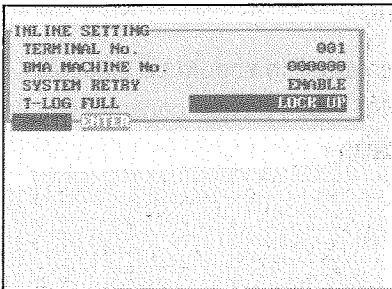 INLINE SETTING
TERMINAL No. 001
BMA MACHINE No. 000000
SYSTEM RETRY ENABLE
T-LOG FULL LOCK UP
ENTER